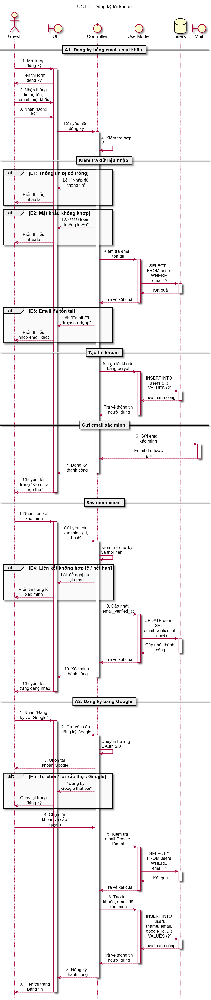 UC1.1 - Đăng ký tài khoản
:Guest
:UI
:Controller
:UserModel
:users
:Mail
A1: Đăng ký bằng email / mật khẩu
1. Mở trang
đăng ký
Hiển thị form
đăng ký
2. Nhập thông
tin họ tên,
email, mật khẩu
3. Nhấn "Đăng
ký"
Gửi yêu cầu
đăng ký
4. Kiểm tra hợp
lệ
Kiểm tra dữ liệu nhập
alt
[E1: Thông tin bị bỏ trống]
Lỗi: "Nhập đủ
thông tin"
Hiển thị lỗi,
nhập lại
alt
[E2: Mật khẩu không khớp]
Lỗi: "Mật khẩu
không khớp"
Hiển thị lỗi,
nhập lại
Kiểm tra email
tồn tại
SELECT *
FROM users
WHERE
email=?
Kết quả
Trả về kết quả
alt
[E3: Email đã tồn tại]
Lỗi: "Email đã
được sử dụng"
Hiển thị lỗi,
nhập email khác
Tạo tài khoản
5. Tạo tài khoản
bằng bcrypt
INSERT INTO
users (...)
VALUES (?)
Lưu thành công
Trả về thông tin
người dùng
Gửi email xác minh
6. Gửi email
xác minh
Email đã được
gửi
7. Đăng ký
thành công
Chuyển đến
trang "Kiểm tra
hộp thư"
Xác minh email
8. Nhấn liên kết
xác minh
Gửi yêu cầu
xác minh {id,
hash}
Kiểm tra chữ ký
và thời hạn
alt
[E4: Liên kết không hợp lệ / hết hạn]
Lỗi, đề nghị gửi
lại email
Hiển thị trang lỗi
xác minh
9. Cập nhật
email_verified_at
UPDATE users
SET
email_verified_at
= now()
Cập nhật thành
công
Trả về kết quả
10. Xác minh
thành công
Chuyển đến
trang đăng nhập
A2: Đăng ký bằng Google
1. Nhấn "Đăng
ký với Google"
2. Gửi yêu cầu
đăng ký Google
Chuyển hướng
OAuth 2.0
3. Chọn tài
khoản Google
alt
[E5: Từ chối / lỗi xác thực Google]
"Đăng ký
Google thất bại"
Quay lại trang
đăng ký
4. Chọn tài
khoản và cấp
quyền
5. Kiểm tra
email Google
tồn tại
SELECT *
FROM users
WHERE
email=?
Kết quả
Trả về kết quả
6. Tạo tài
khoản, email đã
xác minh
INSERT INTO
users
(name, email,
google_id, ...)
VALUES (?)
Lưu thành công
Trả về thông tin
người dùng
8. Đăng ký
thành công
9. Hiển thị trang
Bảng tin